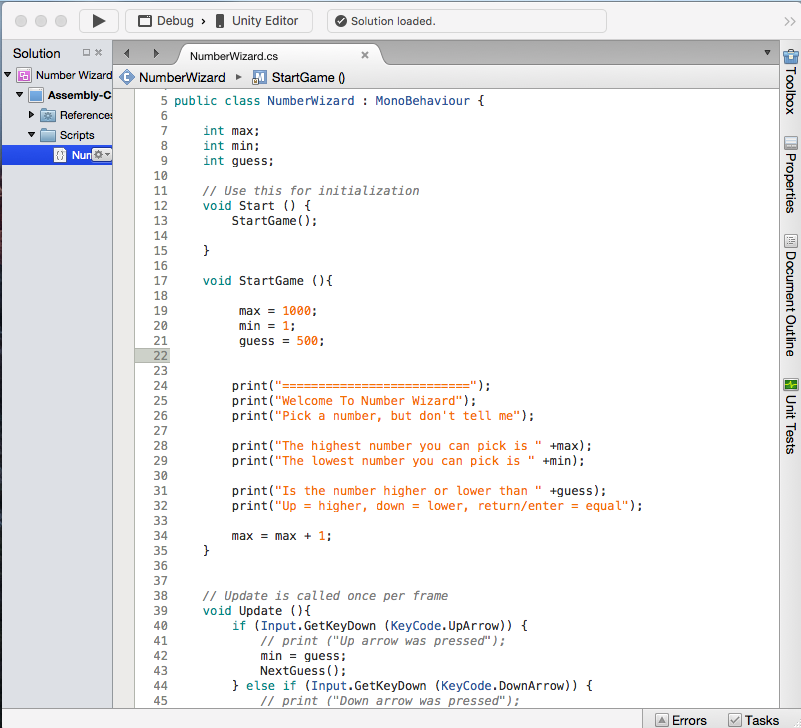 Debug › Unity Editor
Solution loaded.
Solution
NumberWizard.cs
Number Wizard
NumberWizard ▸ StartGame ()
Assembly-C
References
Scripts
Num
5 public class NumberWizard : MonoBehaviour {
6
7 int max;
8 int min;
9 int guess;
10
11 // Use this for initialization
12 void Start () {
13 StartGame();
14
15 }
16
17 void StartGame (){
18
19 max = 1000;
20 min = 1;
21 guess = 500;
22
23
24 print("==========================");
25 print("Welcome To Number Wizard");
26 print("Pick a number, but don't tell me");
27
28 print("The highest number you can pick is " +max);
29 print("The lowest number you can pick is " +min);
30
31 print("Is the number higher or lower than " +guess);
32 print("Up = higher, down = lower, return/enter = equal");
33
34 max = max + 1;
35 }
36
37
38 // Update is called once per frame
39 void Update (){
40 if (Input.GetKeyDown (KeyCode.UpArrow)) {
41 // print ("Up arrow was pressed");
42 min = guess;
43 NextGuess();
44 } else if (Input.GetKeyDown (KeyCode.DownArrow)) {
45 // print ("Down arrow was pressed");
Toolbox
Properties
Document Outline
Unit Tests
Errors
Tasks